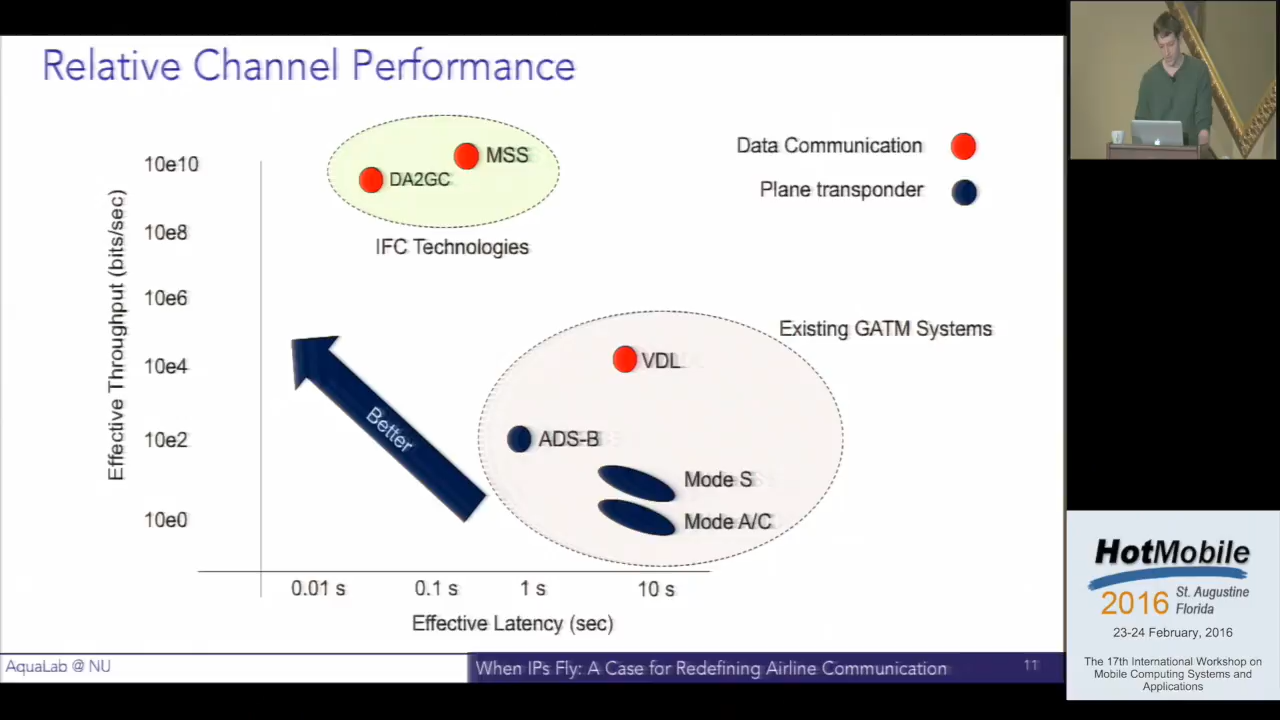 Relative Channel Performance
Data Communication
Plane transponder
MSS
DA2GC
IFC Technologies
Existing GATM Systems
VDL
ADS-B
Mode S
Mode A/C
Better
Effective Throughput (bits/sec)
10e10
10e8
10e6
10e4
10e2
10e0
0.01 s
0.1 s
1 s
10 s
Effective Latency (sec)
AquaLab @ NU
When IPs Fly: A Case for Redefining Airline Communication
11
HotMobile
2016
St. Augustine
Florida
23-24 February, 2016
The 17th International Workshop on
Mobile Computing Systems and
Applications